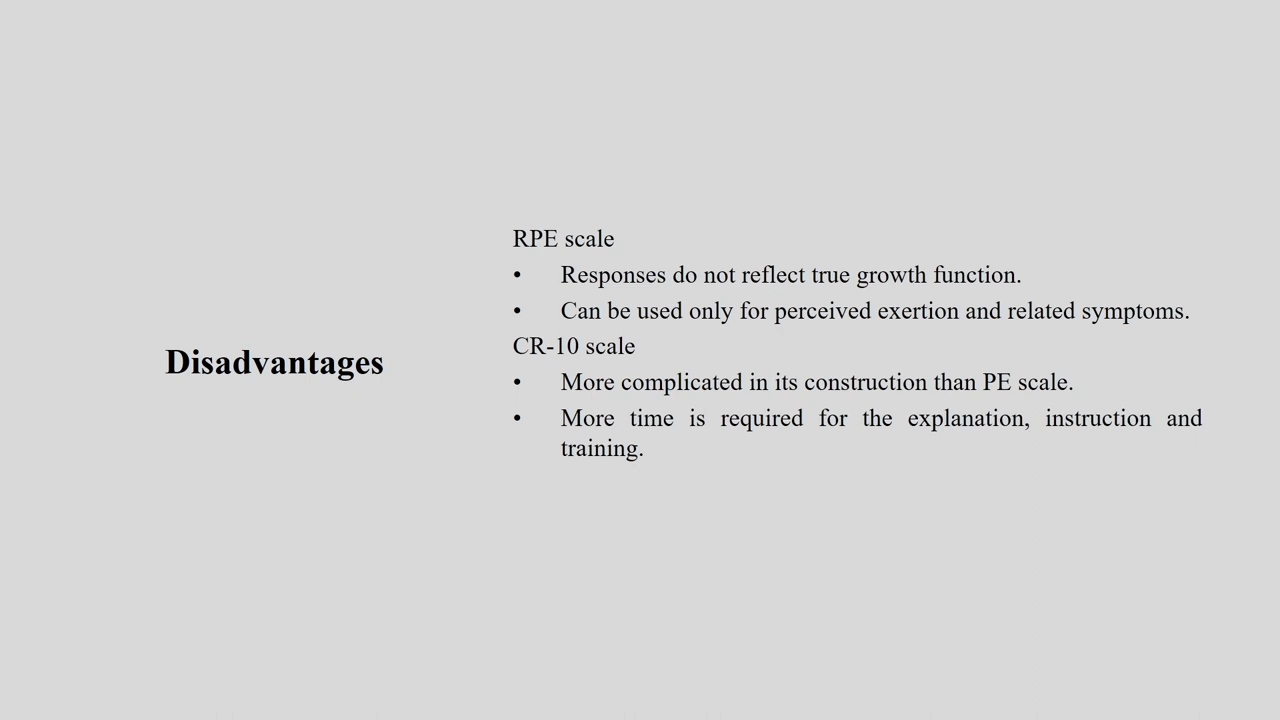 Disadvantages
RPE scale
• Responses do not reflect true growth function.
• Can be used only for perceived exertion and related symptoms.
CR-10 scale
• More complicated in its construction than PE scale.
• More time is required for the explanation, instruction and
training.